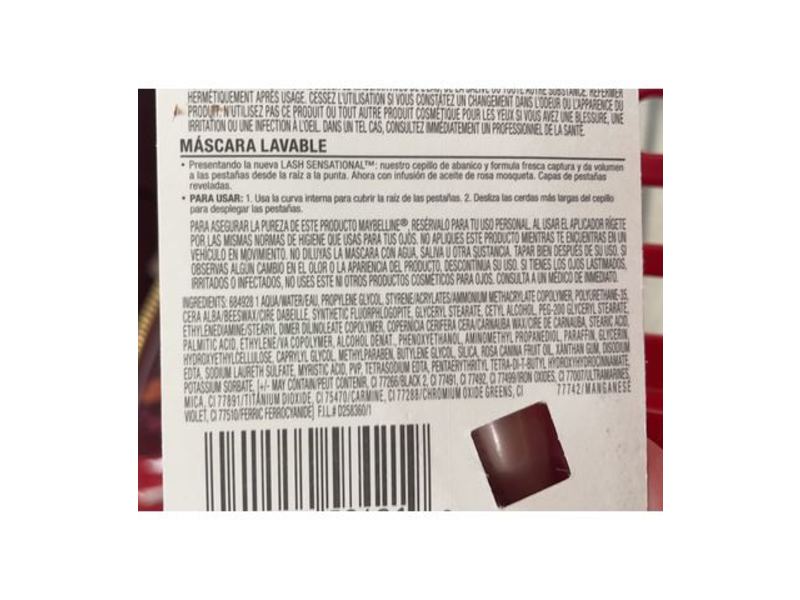 HERMÉTIQUEMENT APRÈS USAGE. CESSEZ L'UTILISATION SI VOUS CONSTATEZ UN CHANGEMENT DANS L'ODEUR OU L'APPARENCE DU
PRODUIT. N'UTILISEZ PAS CE PRODUIT OU TOUT AUTRE PRODUIT COSMÉTIQUE POUR LES YEUX SI VOUS AVEZ UNE BLESSURE, UNE
IRRITATION OU UNE INFECTION À L'OEIL. DANS UN TEL CAS, CONSULTEZ IMMÉDIATEMENT UN PROFESSIONNEL DE LA SANTÉ.
MÁSCARA LAVABLE
• Presentando la nueva LASH SENSATIONAL™: nuestro cepillo de abanico y formula fresca captura y da volumen
a las pestañas desde la raíz a la punta. Ahora con infusión de aceite de rosa mosqueta. Capas de pestañas
reveladas.
• PARA USAR: 1. Usa la curva interna para cubrir la raíz de las pestañas. 2. Desliza las cerdas más largas del cepillo
para desplegar las pestañas.
PARA ASEGURAR LA PUREZA DE ESTE PRODUCTO MAYBELLINE®, RESÉRVALO PARA TU USO PERSONAL. AL USAR EL APLICADOR RÍGETE
POR LAS MISMAS NORMAS DE HIGIENE QUE USAS PARA TUS OJOS. NO APLIQUES ESTE PRODUCTO MIENTRAS TE ENCUENTRAS EN UN
VEHÍCULO EN MOVIMIENTO. NO DILUYAS LA MASCARA CON AGUA, SALIVA U OTRA SUSTANCIA. TAPAR BIEN DESPUÉS DE SU USO. SI
OBSERVAS ALGÚN CAMBIO EN EL OLOR O LA APARIENCIA DEL PRODUCTO, DESCONTINÚA SU USO. SI TIENES LOS OJOS LASTIMADOS,
IRRITADOS O INFECTADOS, NO USES ESTE NI OTROS PRODUCTOS COSMÉTICOS PARA OJOS. CONSULTA A UN MÉDICO DE INMEDIATO.
INGREDIENTS: 684928 1 AQUA/WATER/EAU, PROPYLENE GLYCOL, STYRENE/ACRYLATES/AMMONIUM METHACRYLATE COPOLYMER, POLYURETHANE-35,
CERA ALBA/BEESWAX/CIRE DABEILLE, SYNTHETIC FLUORPHLOGOPITE, GLYCERYL STEARATE, CETYL ALCOHOL, PEG-200 GLYCERYL STEARATE,
ETHYLENEDIAMINE/STEARYL DIMER DILINOLEATE COPOLYMER, COPERNICIA CERIFERA CERA/CARNAUBA WAX/CIRE DE CARNAUBA, STEARIC ACID,
PALMITIC ACID, ETHYLENE/VA COPOLYMER, ALCOHOL DENAT., PHENOXYETHANOL, AMINOMETHYL PROPANEDIOL, PARAFFIN, GLYCERIN,
HYDROXYETHYLCELLULOSE, CAPRYLYL GLYCOL, METHYLPARABEN, BUTYLENE GLYCOL, SILICA, ROSA CANINA FRUIT OIL, XANTHAN GUM, DISODIUM
EDTA, SODIUM LAURETH SULFATE, MYRISTIC ACID, PVP, TETRASODIUM EDTA, PENTAERYTHRITYL TETRA-DI-T-BUTYL HYDROXYHYDROCINNAMATE,
POTASSIUM SORBATE, [+/- MAY CONTAIN/PEUT CONTENIR, CI 77266/BLACK 2, CI 77491, CI 77492, CI 77499/IRON OXIDES, CI 77007/ULTRAMARINES,
MICA, CI 77891/TITANIUM DIOXIDE, CI 75470/CARMINE, CI 77288/CHROMIUM OXIDE GREENS, CI 77742/MANGANESE
VIOLET, CI 77510/FERRIC FERROCYANIDE] F.I.L.# D258360/1